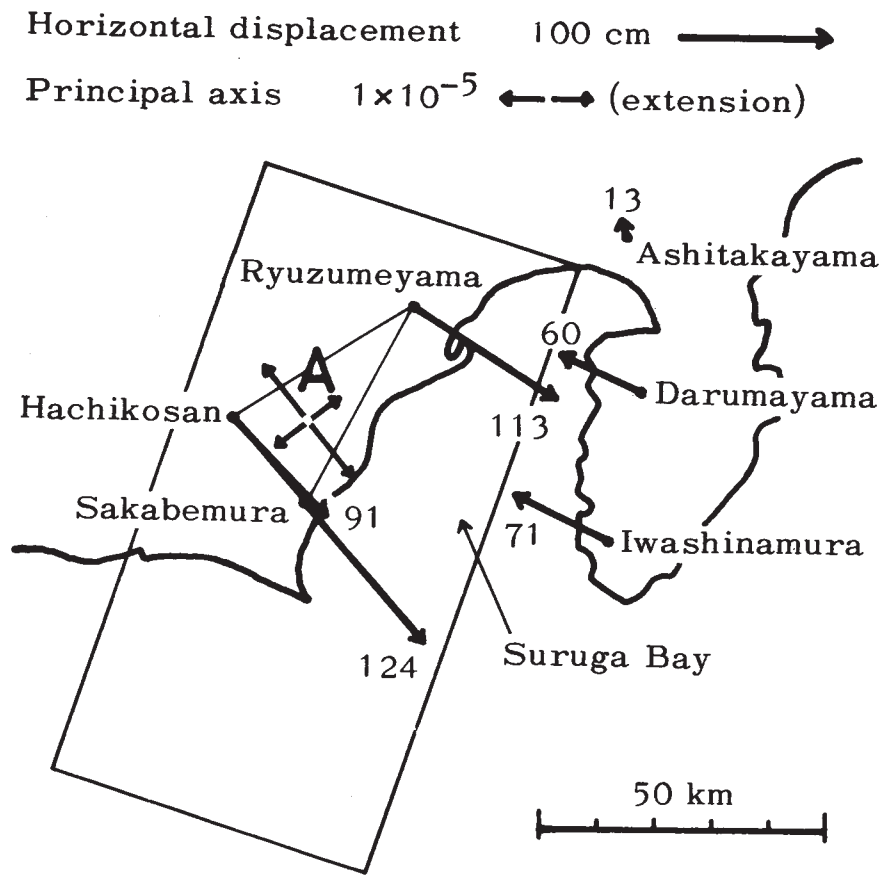 Horizontal displacement 100 cm
Principal axis 1×10⁻⁵ (extension)
13
Ashitakayama
Ryuzumeyama
60
A
Darumayama
Hachikosan
113
Sakabemura
91
71
Iwashinamura
124
Suruga Bay
50 km